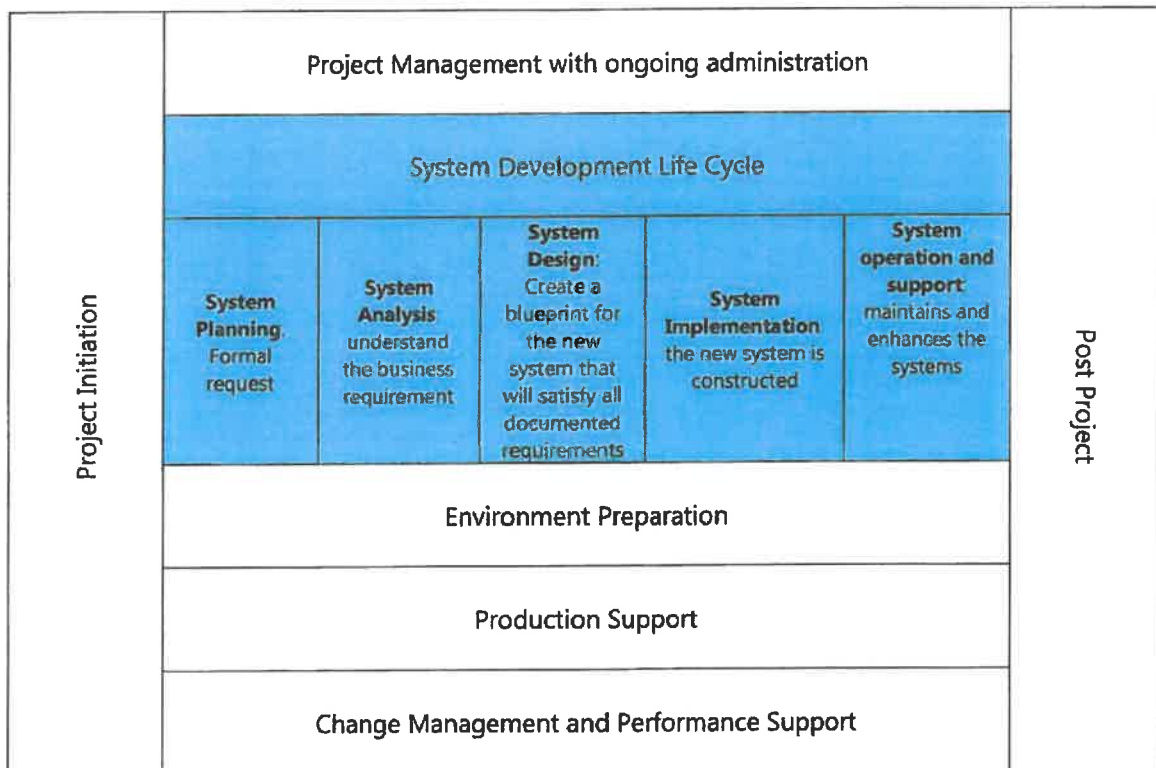 Project Initiation
Project Management with ongoing administration
System Development Life Cycle
System
Planning.
Formal
request
System
Analysis
understand
the business
requirement
System
Design:
Create a
blueprint for
the new
system that
will satisfy all
documented
requirements
System
Implementation
the new system is
constructed
System
operation and
support
maintains and
enhances the
systems
Environment Preparation
Production Support
Change Management and Performance Support
Post Project